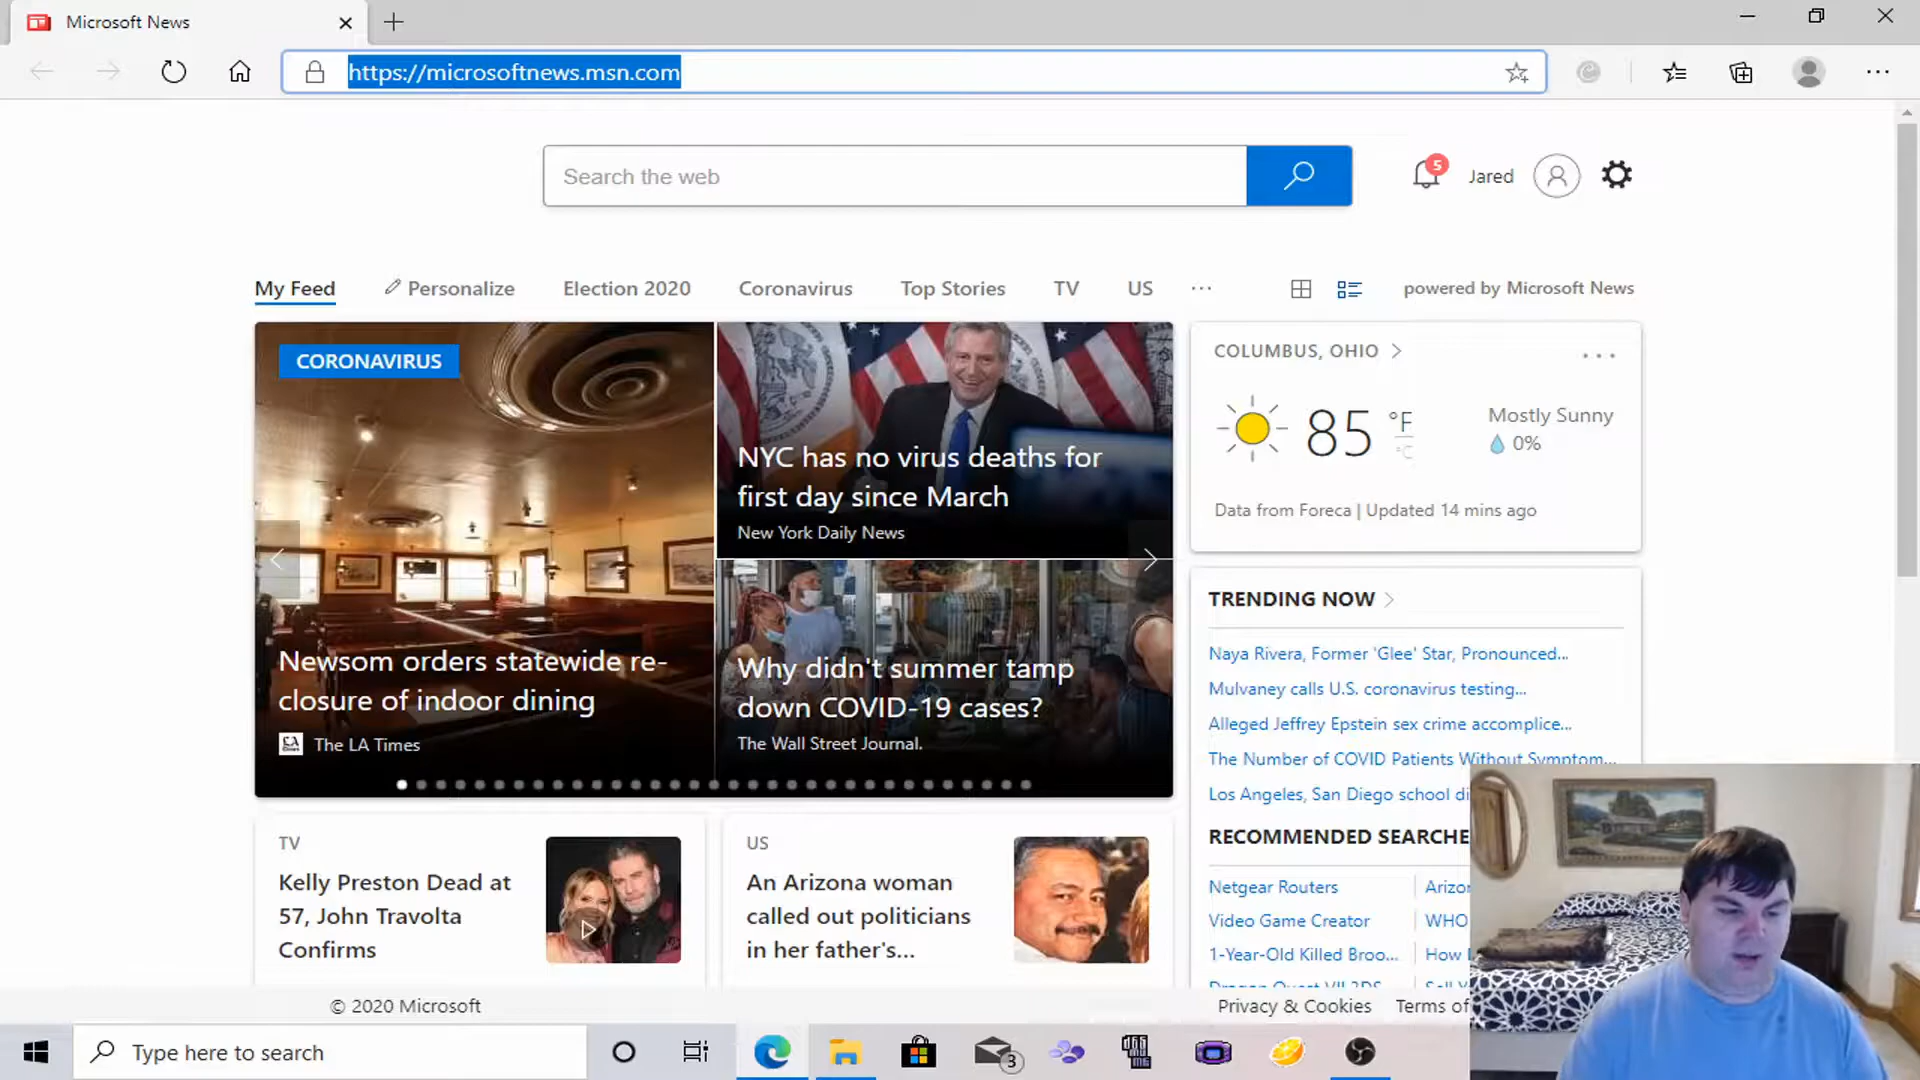 Microsoft News
https://microsoftnews.msn.com
Search the web
5
Jared
My Feed
Personalize
Election 2020
Coronavirus
Top Stories
TV
US
powered by Microsoft News
CORONAVIRUS
Newsom orders statewide re-
closure of indoor dining
The LA Times
NYC has no virus deaths for
first day since March
New York Daily News
Why didn't summer tamp
down COVID-19 cases?
The Wall Street Journal.
COLUMBUS, OHIO
85 °F
°C
Mostly Sunny
0%
Data from Foreca | Updated 14 mins ago
TRENDING NOW
Naya Rivera, Former 'Glee' Star, Pronounced...
Mulvaney calls U.S. coronavirus testing...
Alleged Jeffrey Epstein sex crime accomplice...
The Number of COVID Patients Without Symptom...
Los Angeles, San Diego school di
RECOMMENDED SEARCHE
Netgear Routers
Arizo
Video Game Creator
WHO
1-Year-Old Killed Broo...
How
TV
Kelly Preston Dead at
57, John Travolta
Confirms
US
An Arizona woman
called out politicians
in her father's...
© 2020 Microsoft
Privacy & Cookies
Terms of
Type here to search
3